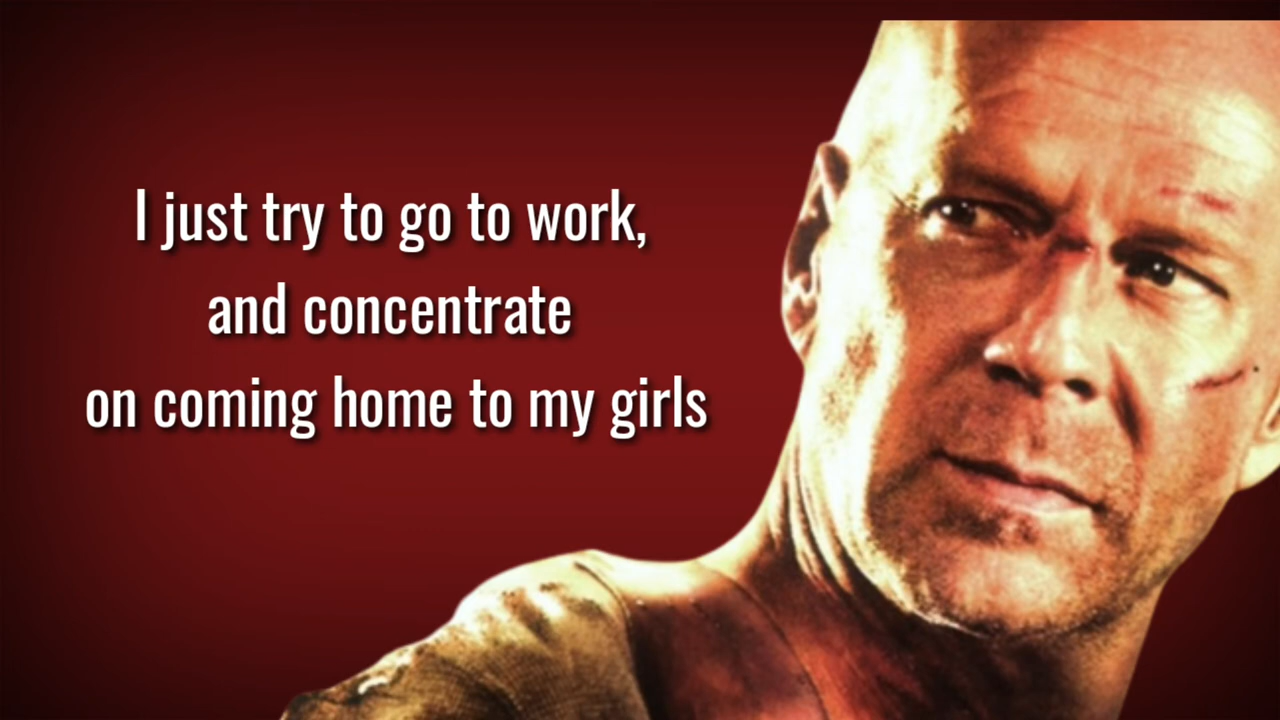 I just try to go to work,
and concentrate
on coming home to my girls